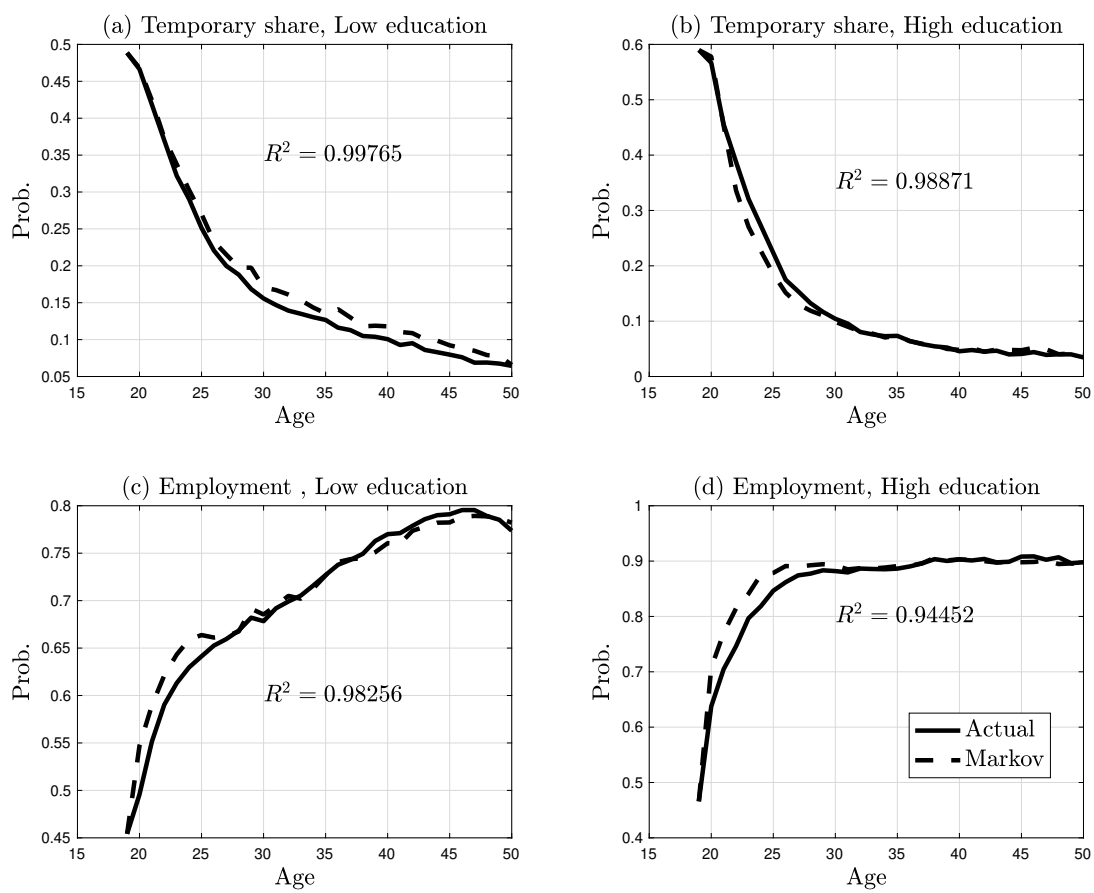 (a) Temporary share, Low education
0.5
0.45
0.4
0.35
0.3
0.25
0.2
0.15
0.1
0.05
Prob.
R² = 0.99765
15 20 25 30 35 40 45 50
Age
(b) Temporary share, High education
0.6
0.5
0.4
0.3
0.2
0.1
0
Prob.
R² = 0.98871
15 20 25 30 35 40 45 50
Age
(c) Employment , Low education
0.8
0.75
0.7
0.65
0.6
0.55
0.5
0.45
Prob.
R² = 0.98256
15 20 25 30 35 40 45 50
Age
(d) Employment, High education
1
0.9
0.8
0.7
0.6
0.5
0.4
Prob.
R² = 0.94452
Actual
Markov
15 20 25 30 35 40 45 50
Age